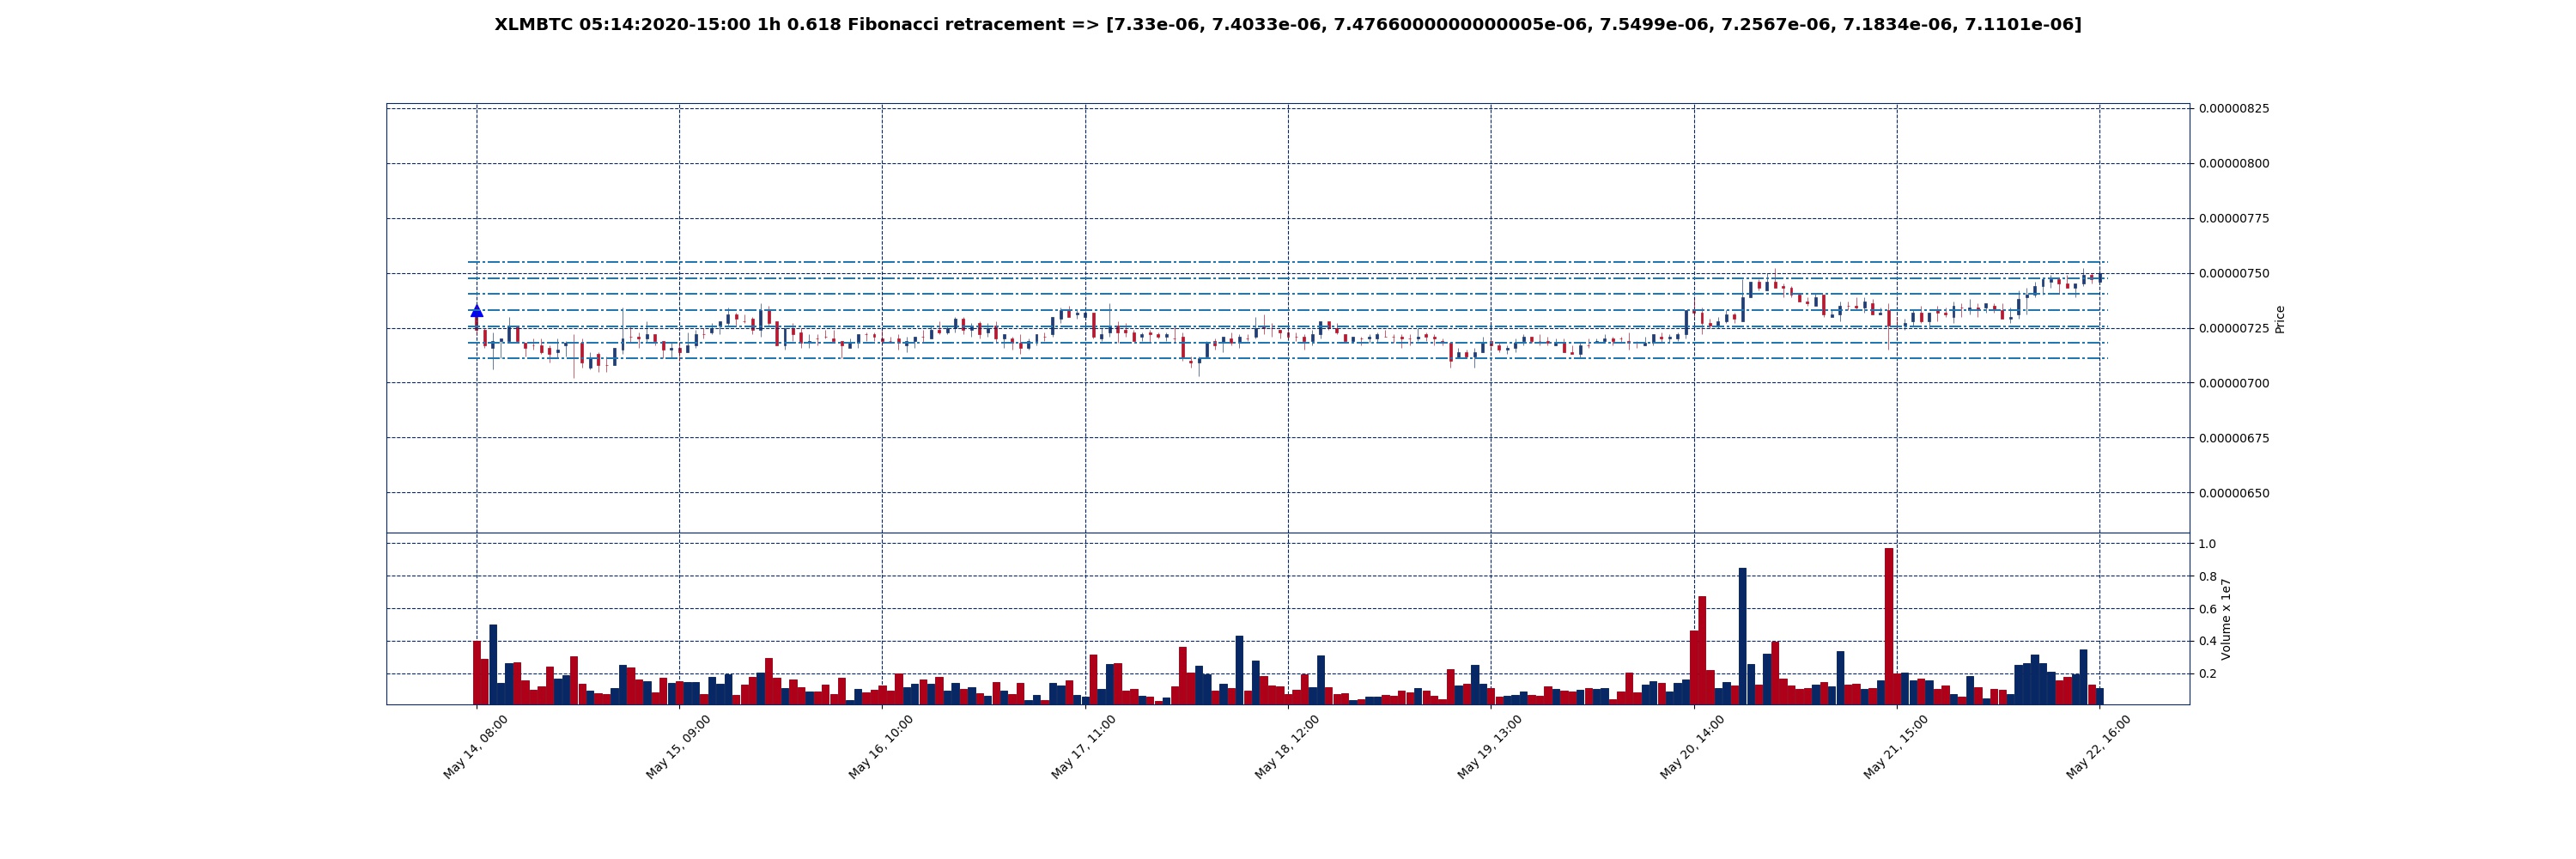 XLMBTC 05:14:2020-15:00 1h 0.618 Fibonacci retracement => [7.33e-06, 7.4033e-06, 7.4766000000000005e-06, 7.5499e-06, 7.2567e-06, 7.1834e-06, 7.1101e-06]
0.00000825
0.00000800
0.00000775
0.00000750
0.00000725
0.00000700
0.00000675
0.00000650
Price
1.0
0.8
0.6
0.4
0.2
Volume x 1e7
May 14, 08:00
May 15, 09:00
May 16, 10:00
May 17, 11:00
May 18, 12:00
May 19, 13:00
May 20, 14:00
May 21, 15:00
May 22, 16:00